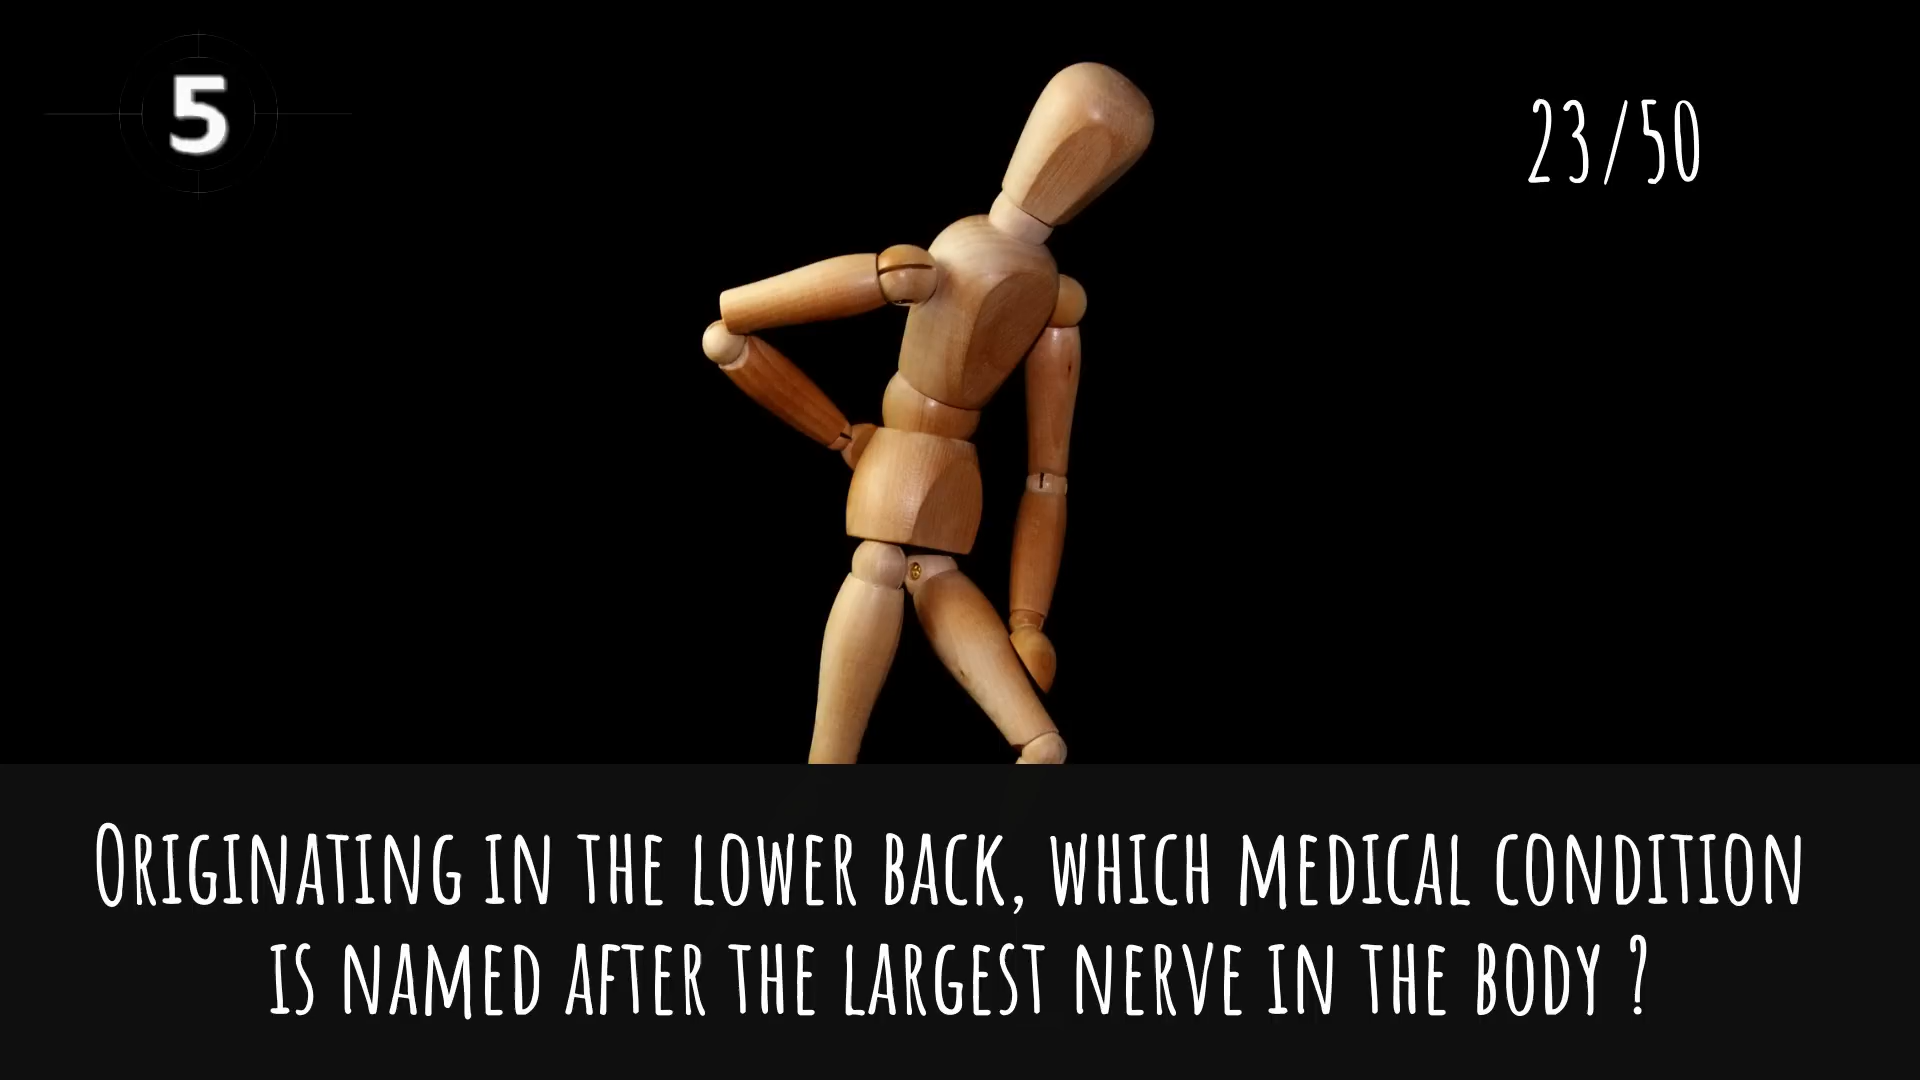 5
23/50
Originating in the lower back, which medical condition
is named after the largest nerve in the body ?